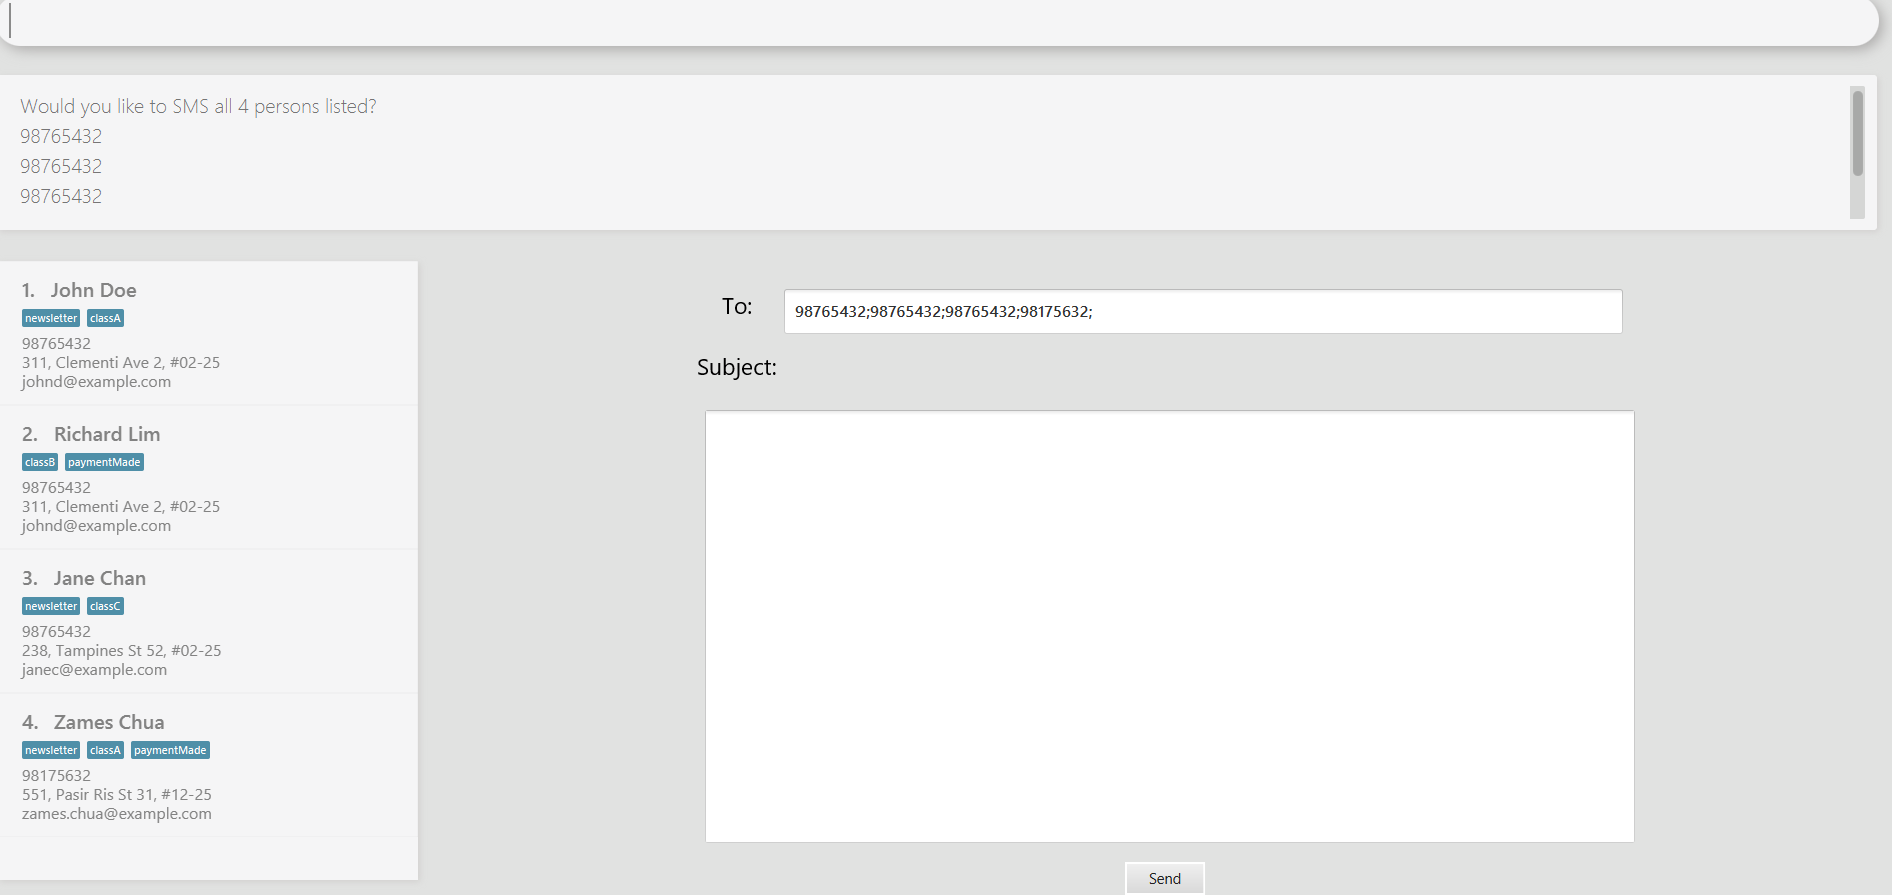 Would you like to SMS all 4 persons listed?
98765432
98765432
98765432
1. John Doe
newsletter classA
98765432
311, Clementi Ave 2, #02-25
johnd@example.com
2. Richard Lim
classB paymentMade
98765432
311, Clementi Ave 2, #02-25
johnd@example.com
3. Jane Chan
newsletter classC
98765432
238, Tampines St 52, #02-25
janec@example.com
4. Zames Chua
newsletter classA paymentMade
98175632
551, Pasir Ris St 31, #12-25
zames.chua@example.com
To: 98765432;98765432;98765432;98175632;
Subject:
Send